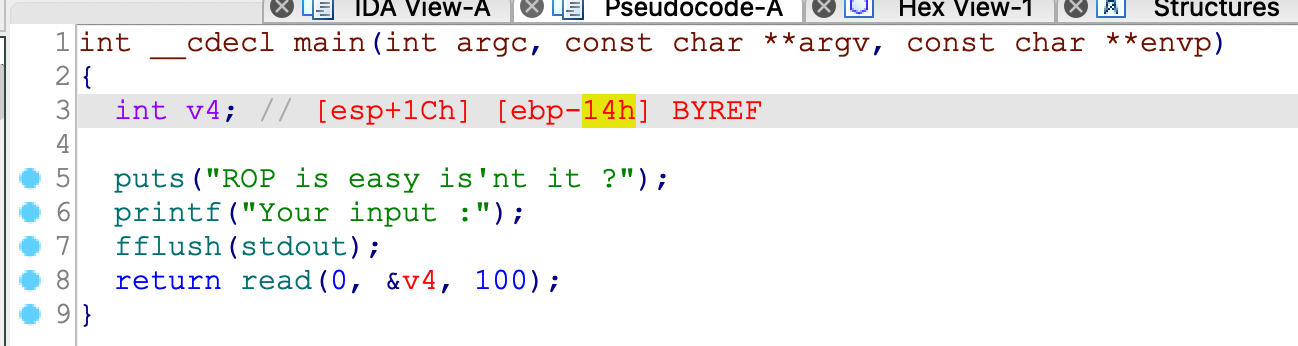 IDA View-A Pseudocode-A Hex View-1 Structures
1 int __cdecl main(int argc, const char **argv, const char **envp)
2 {
3 int v4; // [esp+1Ch] [ebp-14h] BYREF
4
5 puts("ROP is easy is'nt it ?");
6 printf("Your input :");
7 fflush(stdout);
8 return read(0, &v4, 100);
9 }